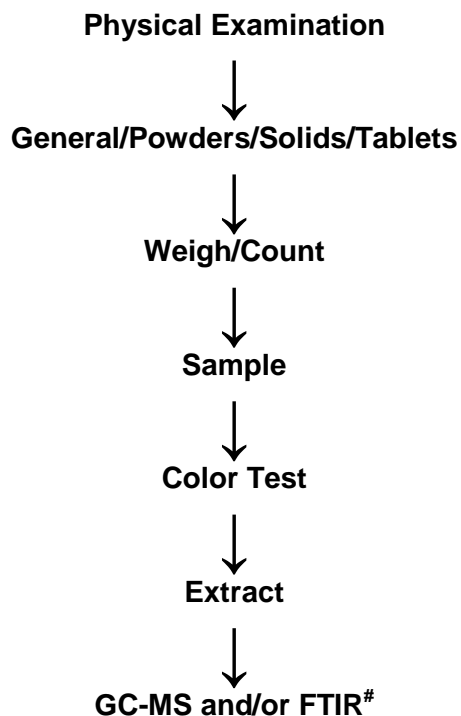 Physical Examination
General/Powders/Solids/Tablets
Weigh/Count
Sample
Color Test
Extract
GC-MS and/or FTIR#